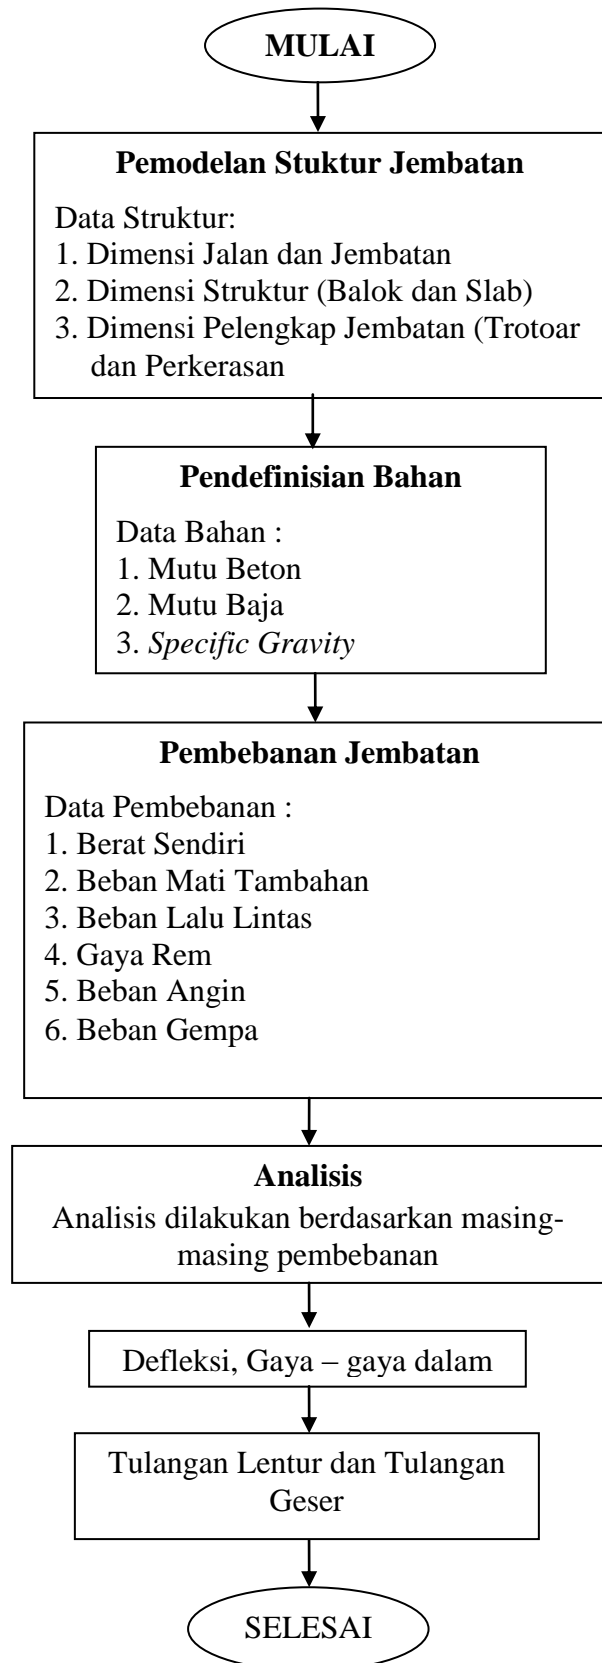 MULAI
Pemodelan Stuktur Jembatan
Data Struktur:
1. Dimensi Jalan dan Jembatan
2. Dimensi Struktur (Balok dan Slab)
3. Dimensi Pelengkap Jembatan (Trotoar
dan Perkerasan
Pendefinisian Bahan
Data Bahan :
1. Mutu Beton
2. Mutu Baja
3. Specific Gravity
Pembebanan Jembatan
Data Pembebanan :
1. Berat Sendiri
2. Beban Mati Tambahan
3. Beban Lalu Lintas
4. Gaya Rem
5. Beban Angin
6. Beban Gempa
Analisis
Analisis dilakukan berdasarkan masing-
masing pembebanan
Defleksi, Gaya – gaya dalam
Tulangan Lentur dan Tulangan
Geser
SELESAI